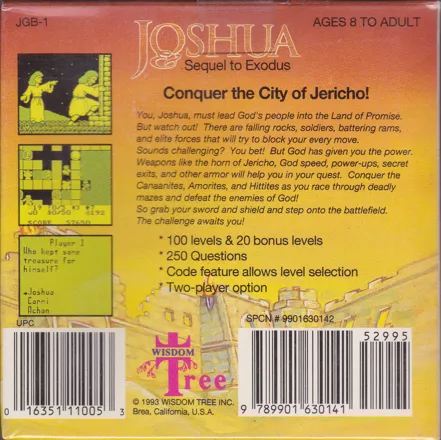 JGB-1
AGES 8 TO ADULT
JOSHUA
Sequel to Exodus
Conquer the City of Jericho!
You, Joshua, must lead God's people into the Land of Promise.
But watch out! There are falling rocks, soldiers, battering rams,
and elite forces that will try to block your every move.
Sounds challenging? You bet! But God has given you the power.
Weapons like the horn of Jericho, God speed, power-ups, secret
exits, and other armor will help you in your quest. Conquer the
Canaanites, Amorites, and Hittites as you race through deadly
mazes and defeat the enemies of God!
So grab your sword and shield and step onto the battlefield.
The challenge awaits you!
* 100 levels & 20 bonus levels
* 250 Questions
* Code feature allows level selection
* Two-player option
SCORE 57650
Player 1
Who kept some
treasure for
himself?
Joshua
Carri
Achan
UPC
0 16351 11005 3
WISDOM
Tree
© 1993 WISDOM TREE INC.
Brea, California, U.S.A.
SPCN # 9901630142
52995
9 789901 630141